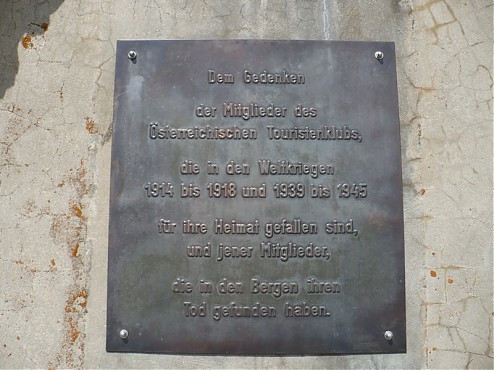 Dem Gedenken
der Mitglieder des
Österreichischen Touristenklubs,
die in den Weltkriegen
1914 bis 1918 und 1939 bis 1945
für ihre Heimat gefallen sind,
und jener Mitglieder,
die in den Bergen ihren
Tod gefunden haben.